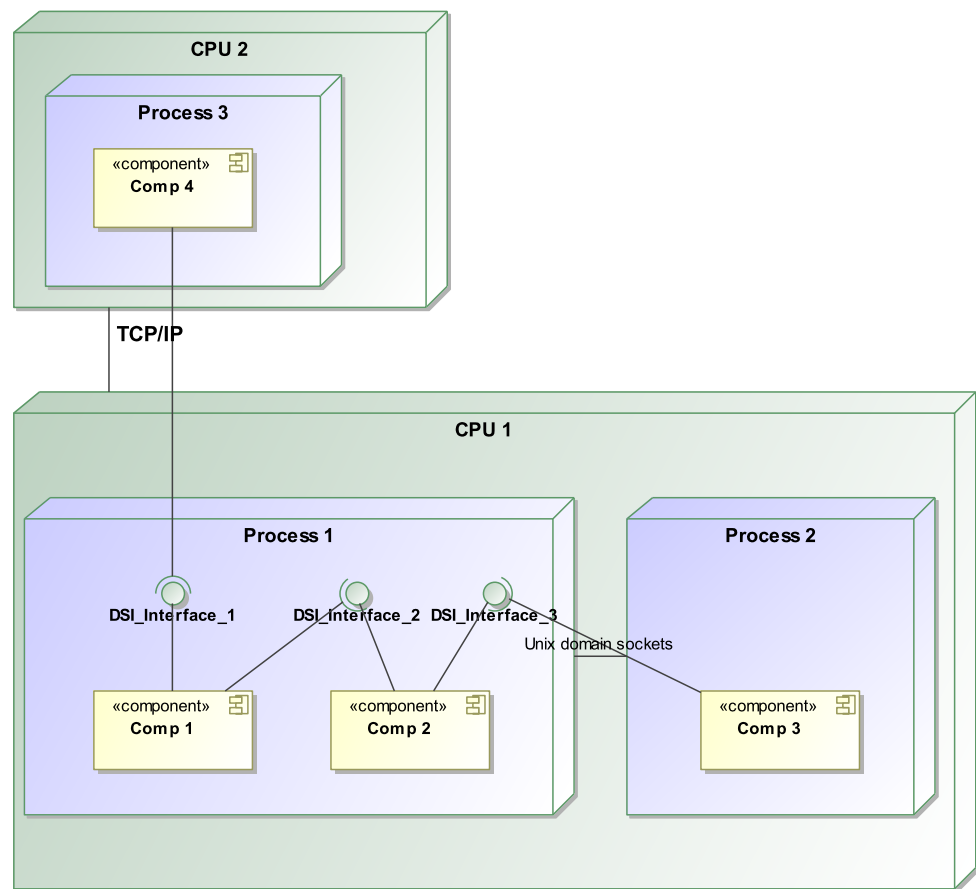 CPU 2
Process 3
«component»
Comp 4
TCP/IP
CPU 1
Process 1
Process 2
DSI_Interface_1
DSI_Interface_2
DSI_Interface_3
Unix domain sockets
«component»
Comp 1
«component»
Comp 2
«component»
Comp 3